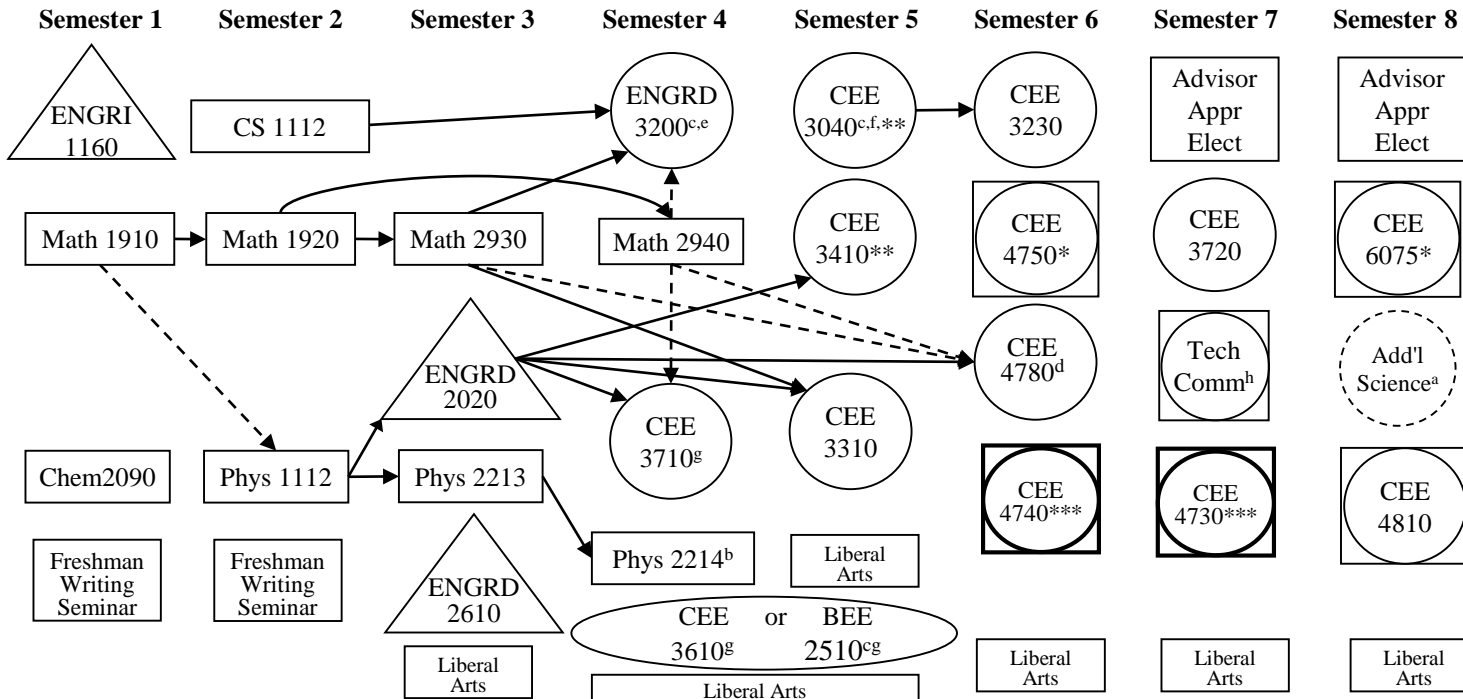 Semester 1 Semester 2 Semester 3 Semester 4 Semester 5 Semester 6 Semester 7 Semester 8
ENGRI
1160
CS 1112
ENGRD
3200c,e
CEE
3040c,f,**
CEE
3230
Advisor
Appr
Elect
Advisor
Appr
Elect
Math 1910
Math 1920
Math 2930
Math 2940
CEE
3410**
CEE
4750*
CEE
3720
CEE
6075*
ENGRD
2020
CEE
3710g
CEE
3310
CEE
4780d
Tech
Commh
Add'l
Sciencea
Chem2090
Phys 1112
Phys 2213
CEE
4740***
CEE
4730***
CEE
4810
Freshman
Writing
Seminar
Freshman
Writing
Seminar
ENGRD
2610
Phys 2214b
Liberal
Arts
CEE or BEE
3610g 2510cg
Liberal
Arts
Liberal Arts
Liberal
Arts
Liberal
Arts
Liberal
Arts